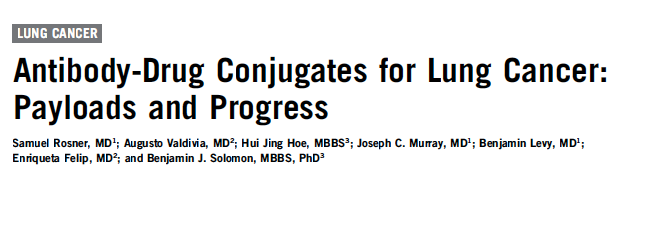 LUNG CANCER
Antibody-Drug Conjugates for Lung Cancer:
Payloads and Progress
Samuel Rosner, MD¹; Augusto Valdivia, MD²; Hui Jing Hoe, MBBS³; Joseph C. Murray, MD¹; Benjamin Levy, MD¹;
Enriqueta Felip, MD²; and Benjamin J. Solomon, MBBS, PhD³